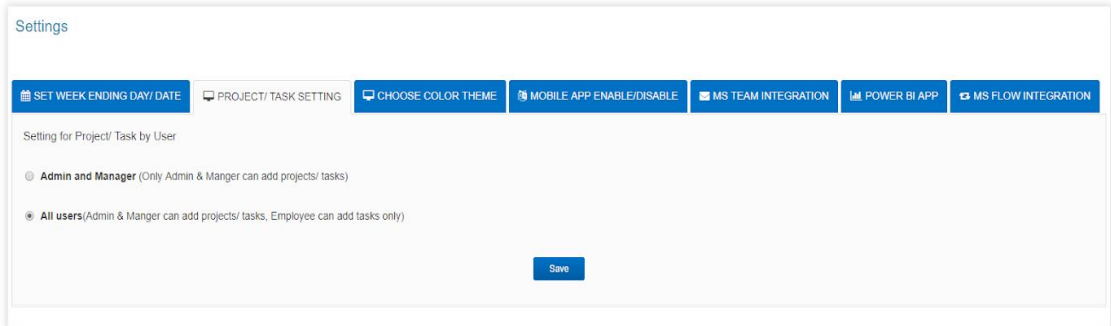 Settings
SET WEEK ENDING DAY/ DATE
PROJECT/ TASK SETTING
CHOOSE COLOR THEME
MOBILE APP ENABLE/DISABLE
MS TEAM INTEGRATION
POWER BI APP
MS FLOW INTEGRATION
Setting for Project/ Task by User
Admin and Manager (Only Admin & Manger can add projects/ tasks)
All users(Admin & Manger can add projects/ tasks, Employee can add tasks only)
Save